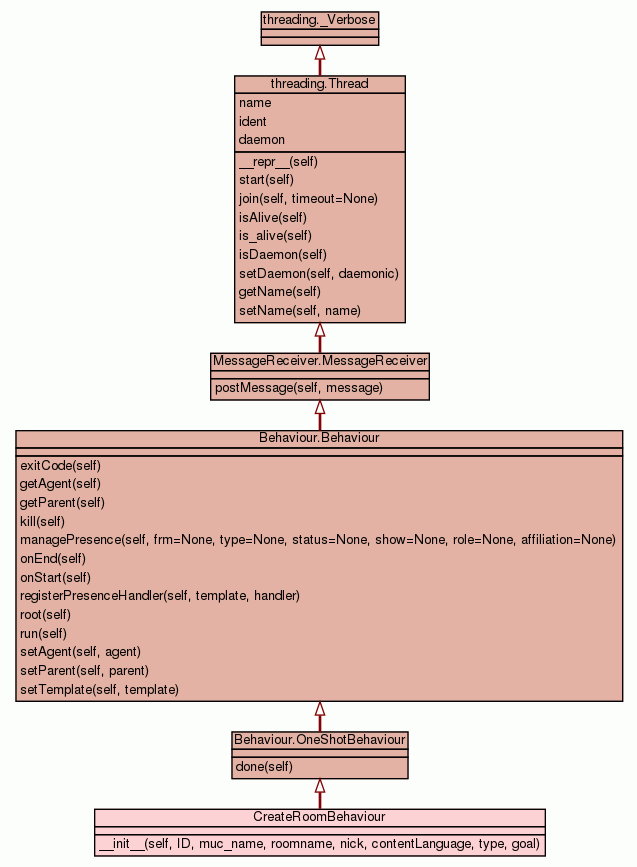 threading._Verbose
threading.Thread
name
ident
daemon
__repr__(self)
start(self)
join(self, timeout=None)
isAlive(self)
is_alive(self)
isDaemon(self)
setDaemon(self, daemonic)
getName(self)
setName(self, name)
MessageReceiver.MessageReceiver
postMessage(self, message)
Behaviour.Behaviour
exitCode(self)
getAgent(self)
getParent(self)
kill(self)
managePresence(self, frm=None, type=None, status=None, show=None, role=None, affiliation=None)
onEnd(self)
onStart(self)
registerPresenceHandler(self, template, handler)
root(self)
run(self)
setAgent(self, agent)
setParent(self, parent)
setTemplate(self, template)
Behaviour.OneShotBehaviour
done(self)
CreateRoomBehaviour
__init__(self, ID, muc_name, roomname, nick, contentLanguage, type, goal)